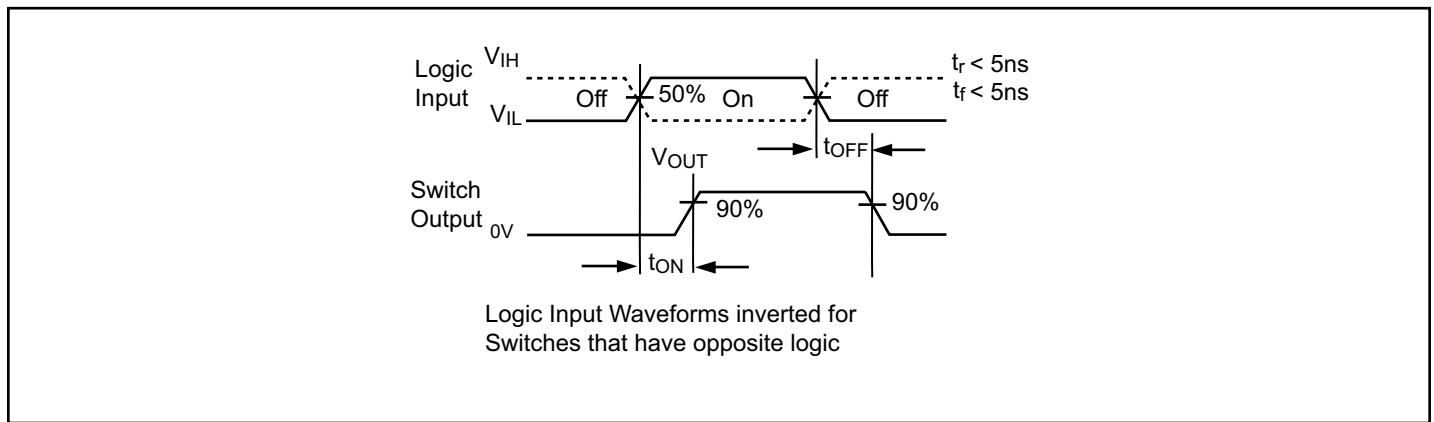 Logic Input
VIH
VIL
Off
50%
On
Off
tr < 5ns
tf < 5ns
tOFF
VOUT
Switch Output
0V
90%
90%
tON
Logic Input Waveforms inverted for
Switches that have opposite logic